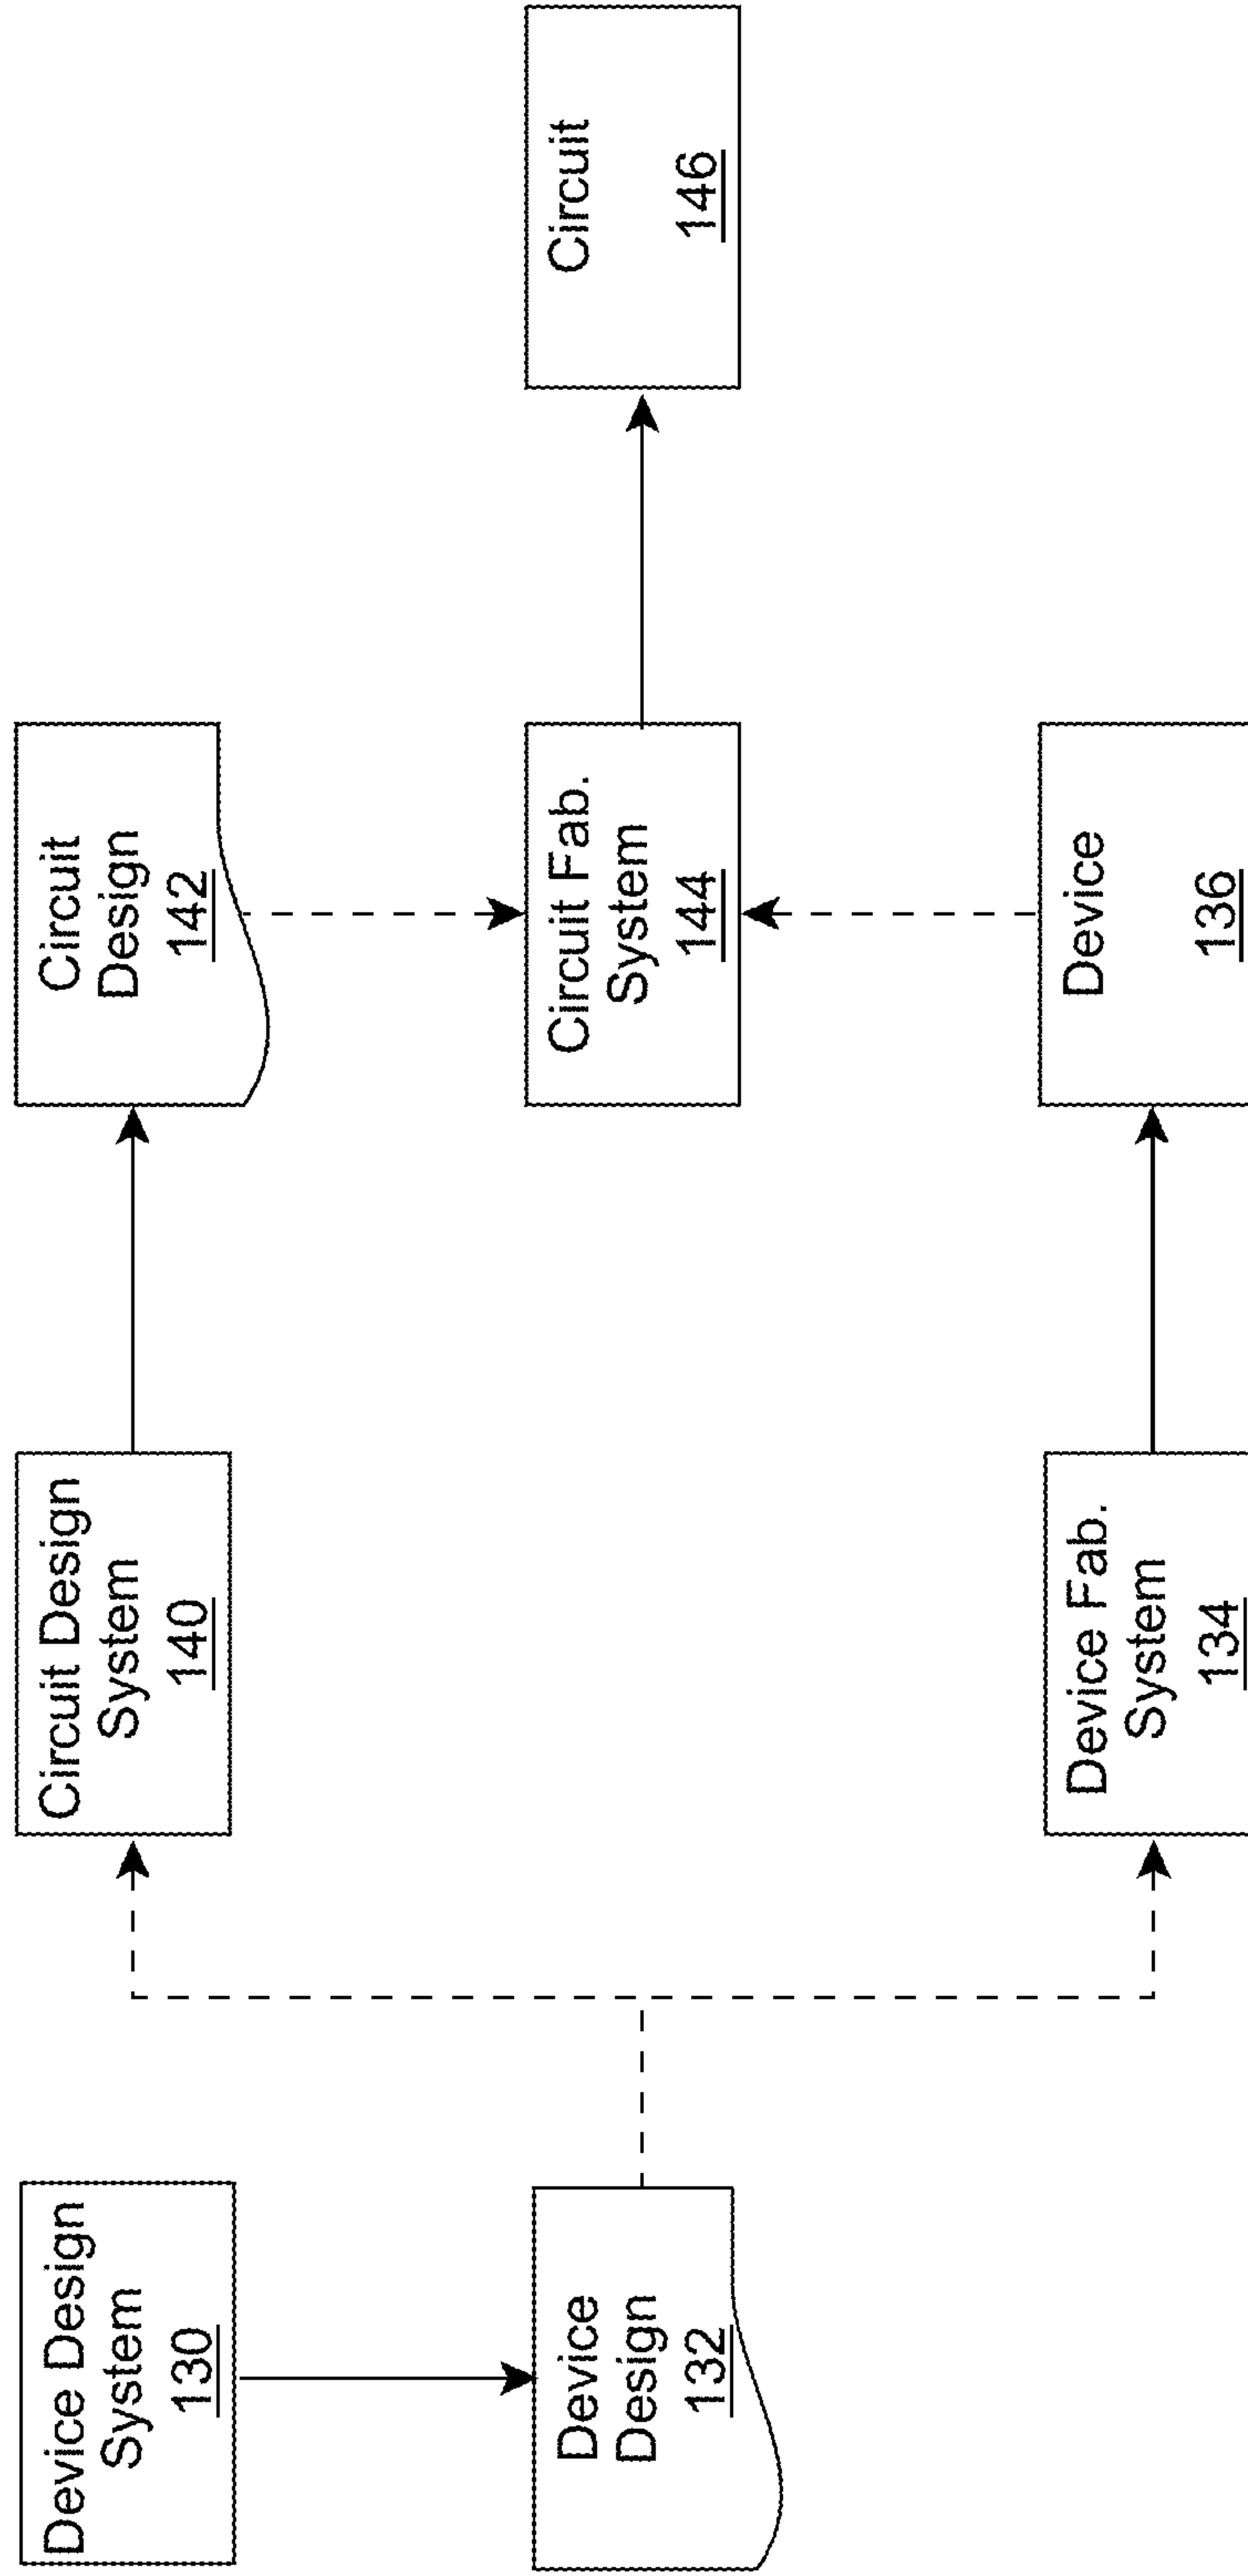 Device Design
System
130
Device
Design
132
Circuit Design
System
140
Device Fab.
System
134
Circuit
Design
142
Circuit Fab.
System
144
Device
136
Circuit
146